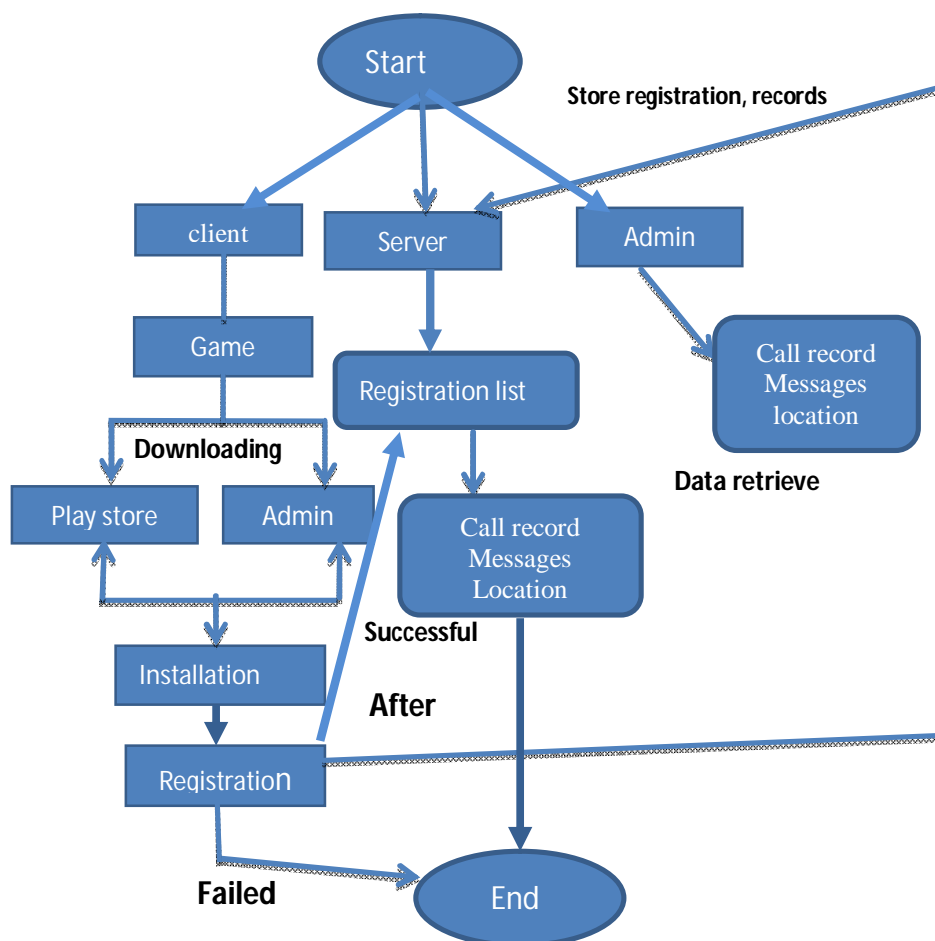 Start
Store registration, records
client
Server
Admin
Game
Call record
Messages
location
Registration list
Downloading
Data retrieve
Play store
Admin
Call record
Messages
Location
Successful
Installation
After
Registration
Failed
End